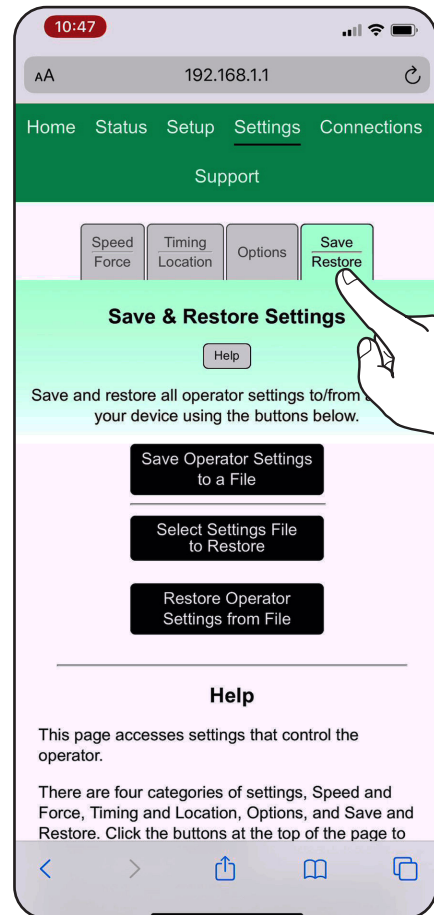 10:47
AA 192.168.1.1
Home Status Setup Settings Connections
Support
Speed Force
Timing Location
Options
Save Restore
Save & Restore Settings
Help
Save and restore all operator settings to/from
your device using the buttons below.
Save Operator Settings
to a File
Select Settings File
to Restore
Restore Operator
Settings from File
Help
This page accesses settings that control the
operator.
There are four categories of settings, Speed and
Force, Timing and Location, Options, and Save and
Restore. Click the buttons at the top of the page to